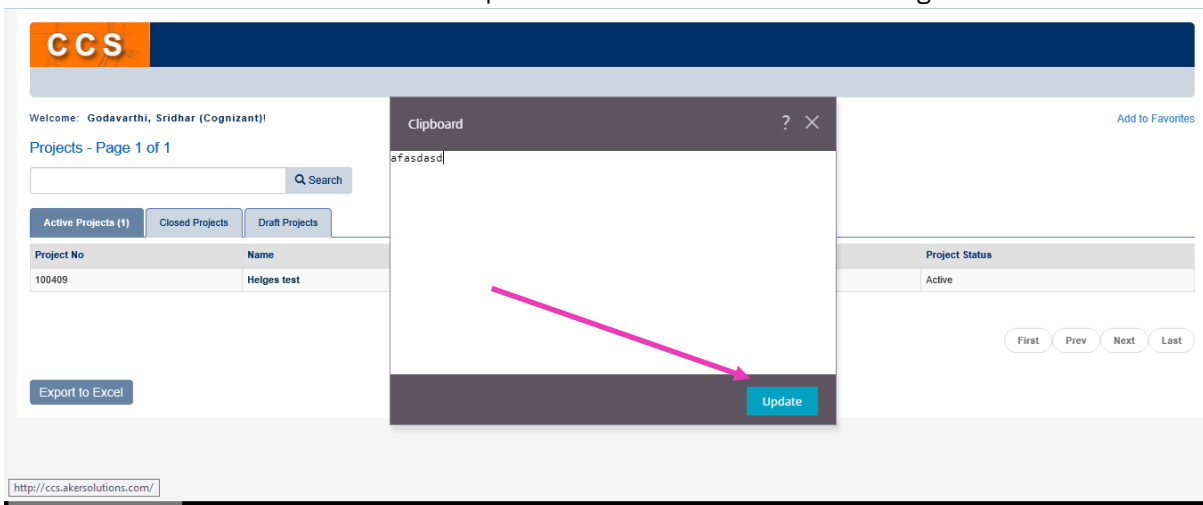 CCS
Welcome: Godavarthi, Sridhar (Cognizant)!
Add to Favorites
Projects - Page 1 of 1
Search
Active Projects (1) Closed Projects Draft Projects
Project No Name Project Status
100409 Helges test Active
First Prev Next Last
Export to Excel
Clipboard ? ×
afasdasd
Update
http://ccs.akersolutions.com/